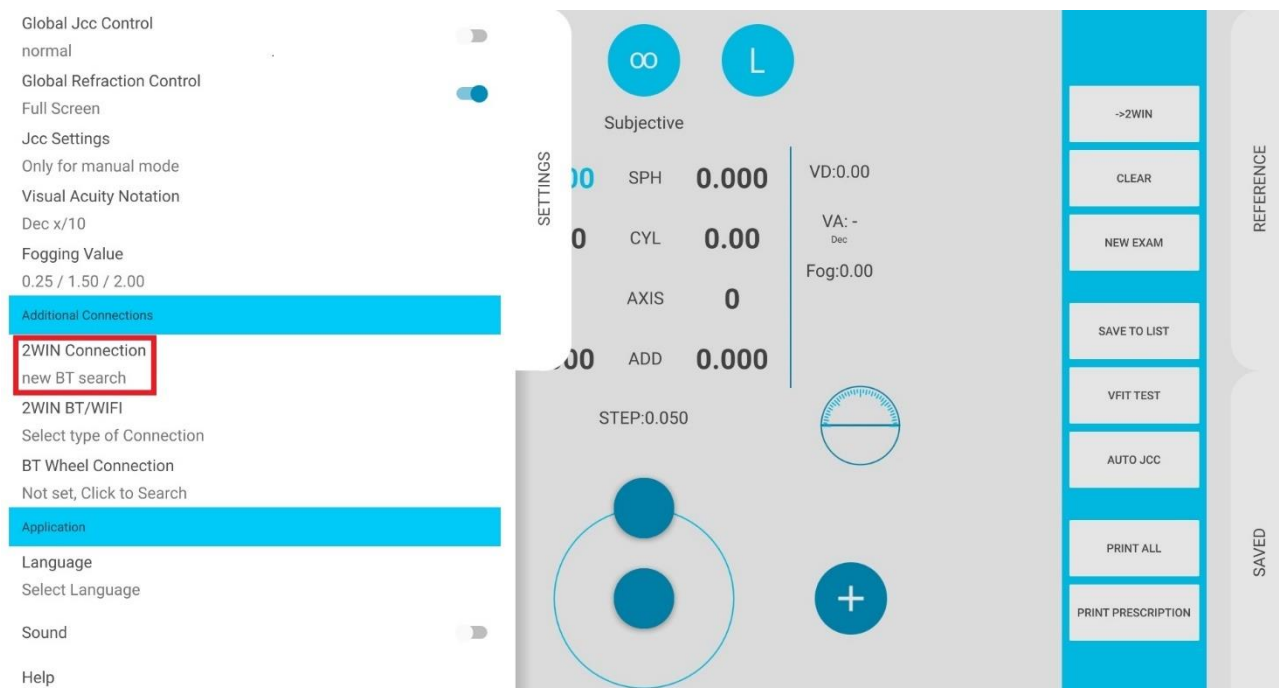 Global Jcc Control
normal
Global Refraction Control
Full Screen
Jcc Settings
Only for manual mode
Visual Acuity Notation
Dec x/10
Fogging Value
0.25 / 1.50 / 2.00
Additional Connections
2WIN Connection
new BT search
2WIN BT/WIFI
Select type of Connection
BT Wheel Connection
Not set, Click to Search
Application
Language
Select Language
Sound
Help
SETTINGS
∞ L
Subjective
00 SPH 0.000
0 CYL 0.00
AXIS 0
00 ADD 0.000
STEP:0.050
VD:0.00
VA: -
Dec
Fog:0.00
+
->2WIN
CLEAR
NEW EXAM
SAVE TO LIST
VFIT TEST
AUTO JCC
PRINT ALL
PRINT PRESCRIPTION
REFERENCE
SAVED